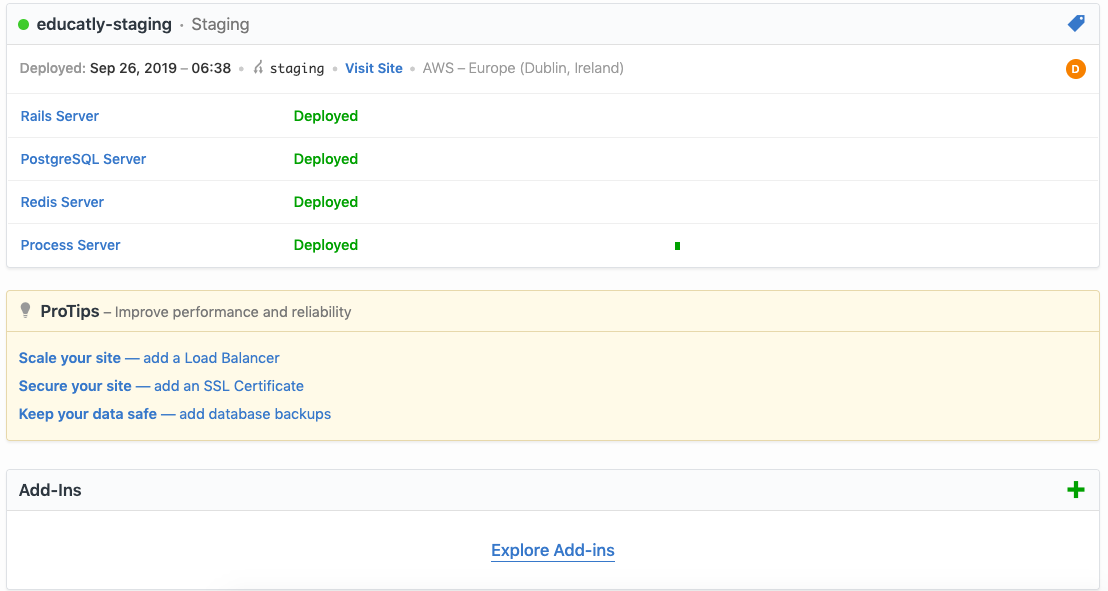 educatly-staging · Staging
Deployed: Sep 26, 2019 – 06:38 • staging • Visit Site • AWS – Europe (Dublin, Ireland)
D
Rails Server Deployed
PostgreSQL Server Deployed
Redis Server Deployed
Process Server Deployed
ProTips – Improve performance and reliability
Scale your site — add a Load Balancer
Secure your site — add an SSL Certificate
Keep your data safe — add database backups
Add-Ins
Explore Add-ins